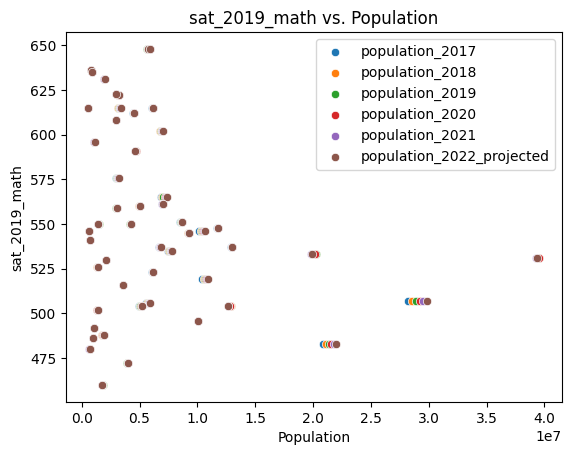 sat_2019_math vs. Population
650
625
600
575
550
525
500
475
sat_2019_math
population_2017
population_2018
population_2019
population_2020
population_2021
population_2022_projected
0.0 0.5 1.0 1.5 2.0 2.5 3.0 3.5 4.0
1e7
Population